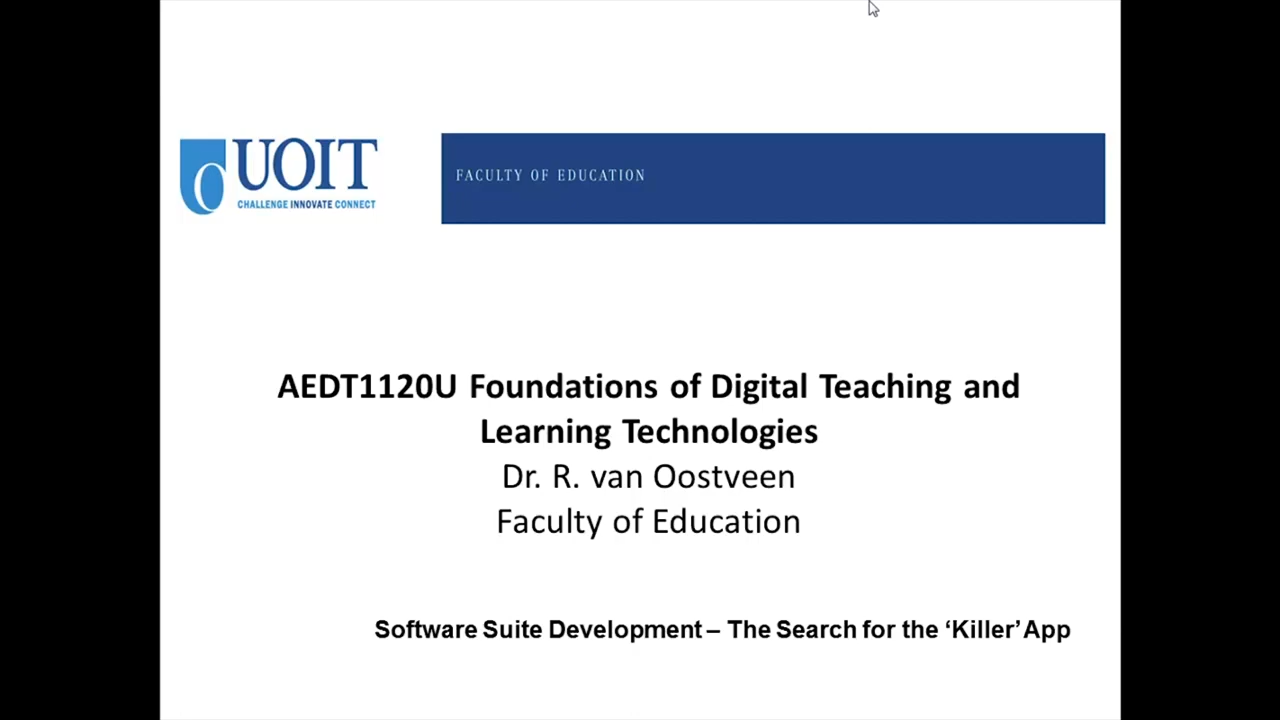 UOIT
CHALLENGE INNOVATE CONNECT
FACULTY OF EDUCATION
AEDT1120U Foundations of Digital Teaching and
Learning Technologies
Dr. R. van Oostveen
Faculty of Education
Software Suite Development – The Search for the ‘Killer’ App